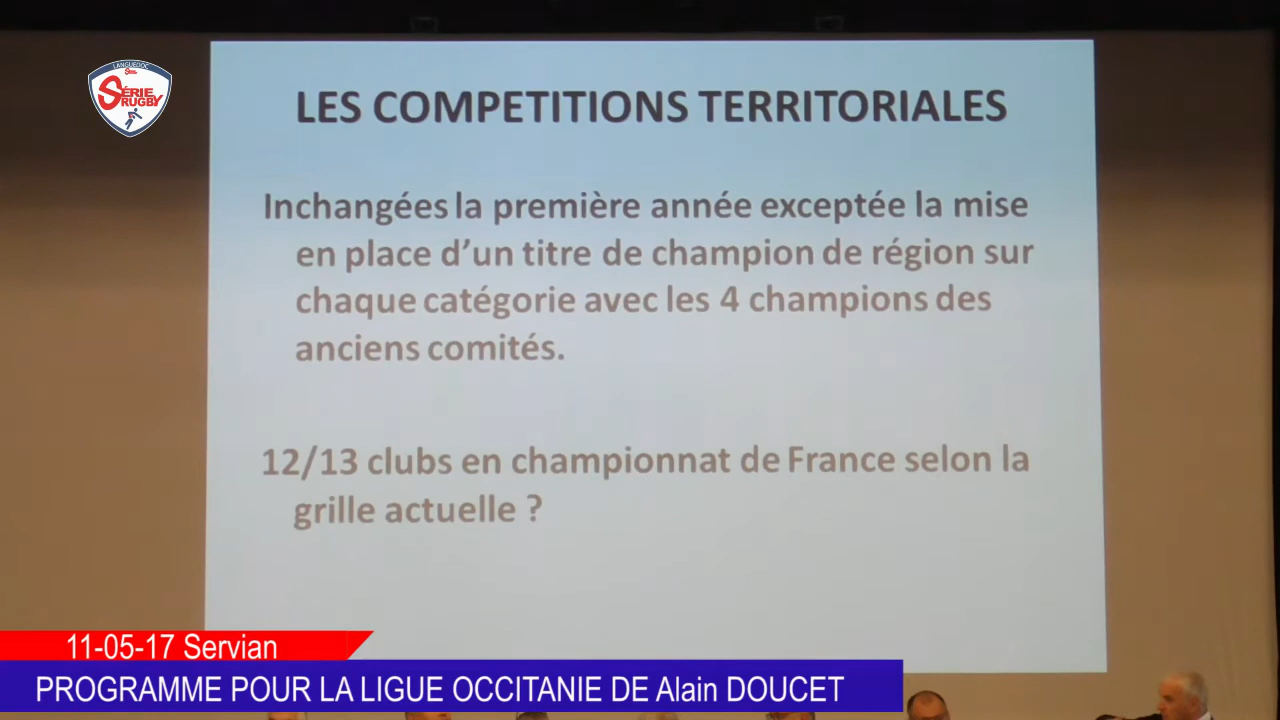 LANGUEDOC
SÉRIE
RUGBY
LES COMPETITIONS TERRITORIALES
Inchangées la première année exceptée la mise
en place d’un titre de champion de région sur
chaque catégorie avec les 4 champions des
anciens comités.
12/13 clubs en championnat de France selon la
grille actuelle ?
11-05-17 Servian
PROGRAMME POUR LA LIGUE OCCITANIE DE Alain DOUCET